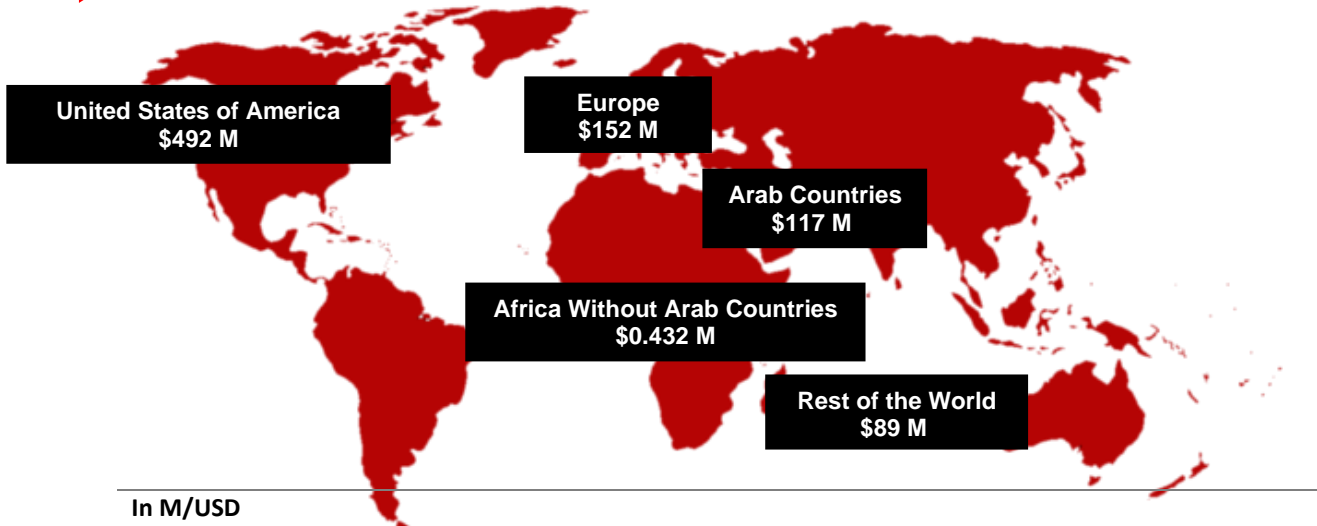 United States of America
$492 M
Europe
$152 M
Arab Countries
$117 M
Africa Without Arab Countries
$0.432 M
Rest of the World
$89 M
In M/USD